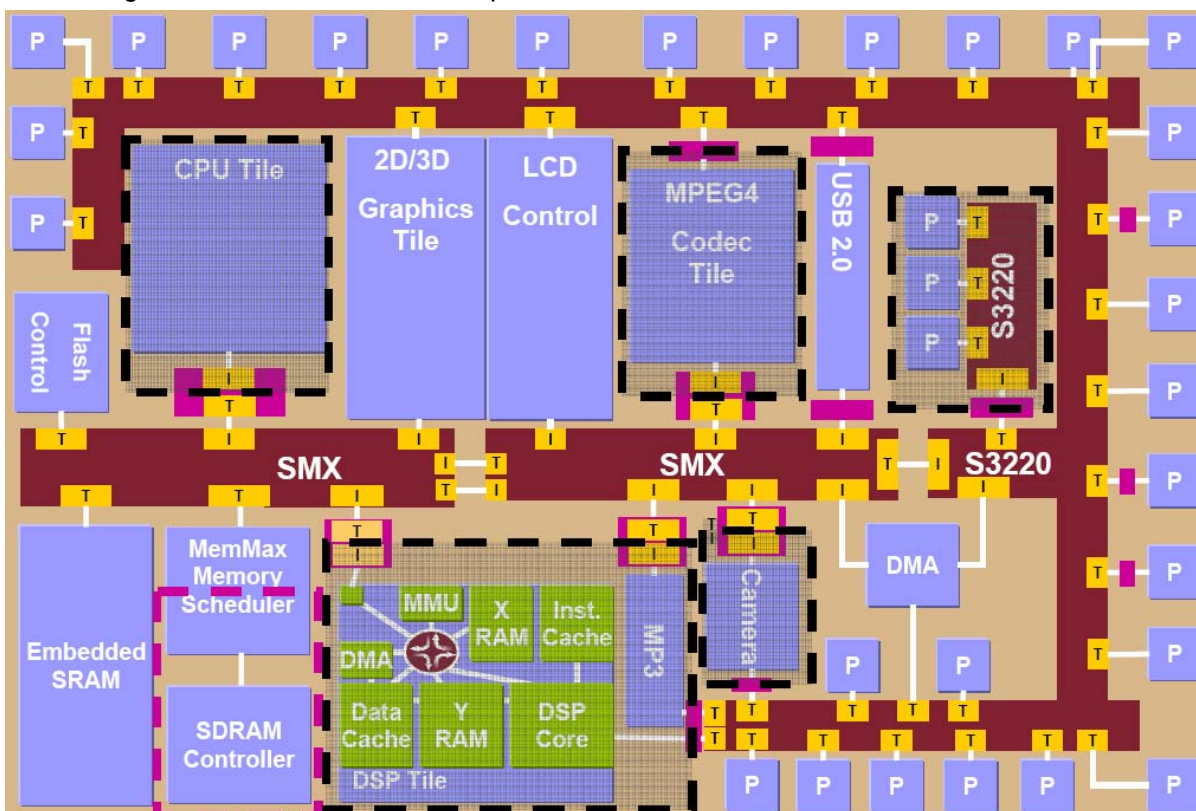 P P P P P P P P P P P P
T T T T T T T T T T T
T T T T
P T
T P
CPU Tile
2D/3D
Graphics
Tile
LCD
Control
MPEG4
Codec
Tile
USB 2.0
P T
P T
P T
S3220
I
P T
T P
T P
T P
T P
T P
T P
Flash
Control
I
T
I
T
T I I I I I T
SMX
I T
T I
SMX
T I
S3220
T T I I I I I
Embedded
SRAM
MemMax
Memory
Scheduler
SDRAM
Controller
T
I
T
I
T
I
MMU
X
RAM
Inst.
Cache
DMA
Data
Cache
Y
RAM
DSP
Core
DSP Tile
MP3
Camera
DMA
P P
T P
T T T T
T
T
T T T T T T
P P P P P P